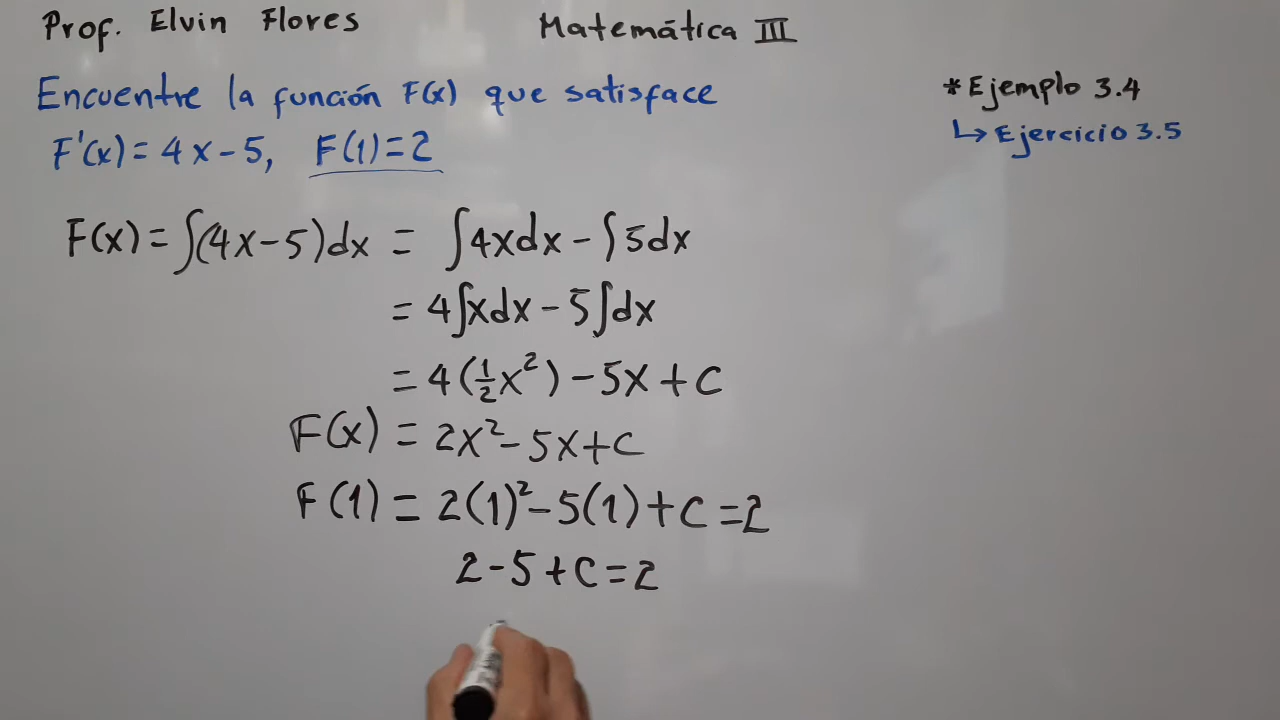 Prof. Elvin Flores
Matemática III
Encuentre la función F(x) que satisface
F'(x) = 4x - 5, F(1) = 2
*Ejemplo 3.4
↳ Ejercicio 3.5
F(x) = ∫(4x-5)dx = ∫4xdx - ∫5dx
= 4∫xdx - 5∫dx
= 4(½x²) - 5x + C
F(x) = 2x² - 5x + C
F(1) = 2(1)² - 5(1) + C = 2
2 - 5 + C = 2